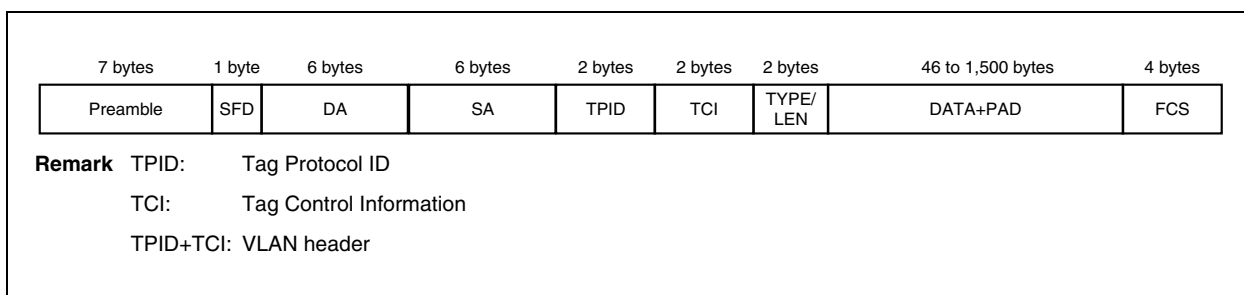 7 bytes 1 byte 6 bytes 6 bytes 2 bytes 2 bytes 2 bytes 46 to 1,500 bytes 4 bytes
Preamble SFD DA SA TPID TCI TYPE/ LEN DATA+PAD FCS
Remark TPID: Tag Protocol ID
TCI: Tag Control Information
TPID+TCI: VLAN header